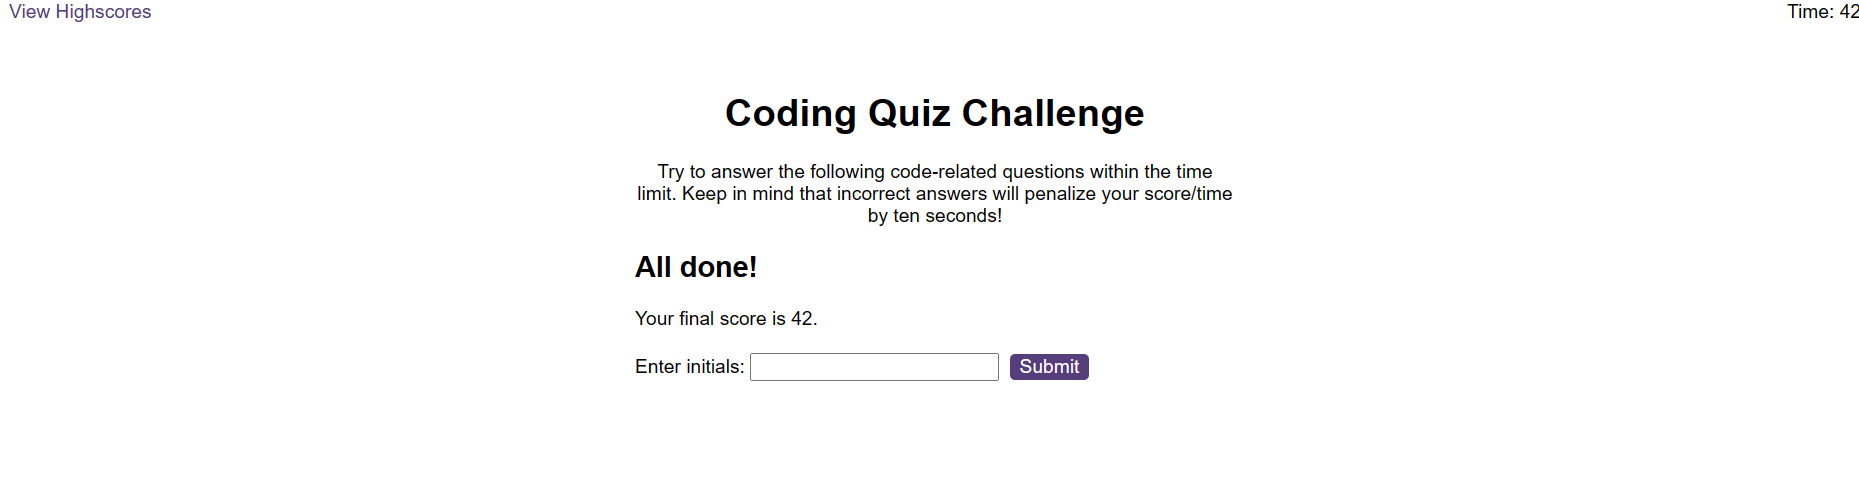 View Highscores
Time: 42
Coding Quiz Challenge
Try to answer the following code-related questions within the time
limit. Keep in mind that incorrect answers will penalize your score/time
by ten seconds!
All done!
Your final score is 42.
Enter initials:
Submit